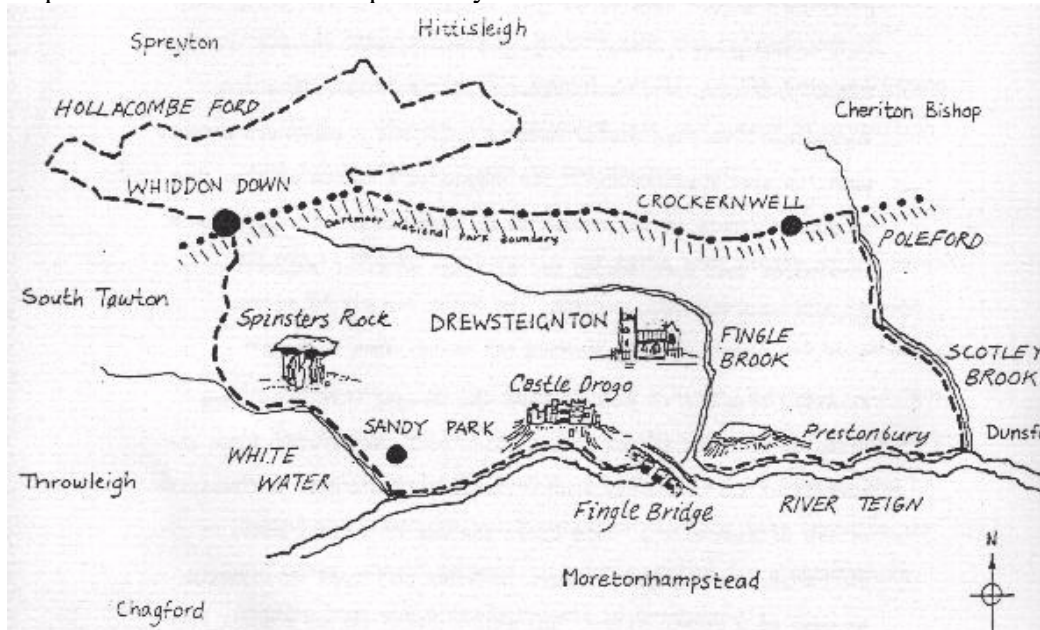 Spreyton
Hittisleigh
HOLLACOMBE FORD
Cheriton Bishop
WHIDDON DOWN
CROCKERNWELL
Dartmoor National Park boundary
POLEFORD
South Tawton
Spinsters Rock
DREWSTEIGNTON
FINGLE
BROOK
SCOTLEY
BROOK
Castle Drogo
SANDY PARK
Prestonbury
Dunsf
WHITE
WATER
Throwleigh
RIVER TEIGN
Fingle Bridge
N
Moretonhampstead
Chagford